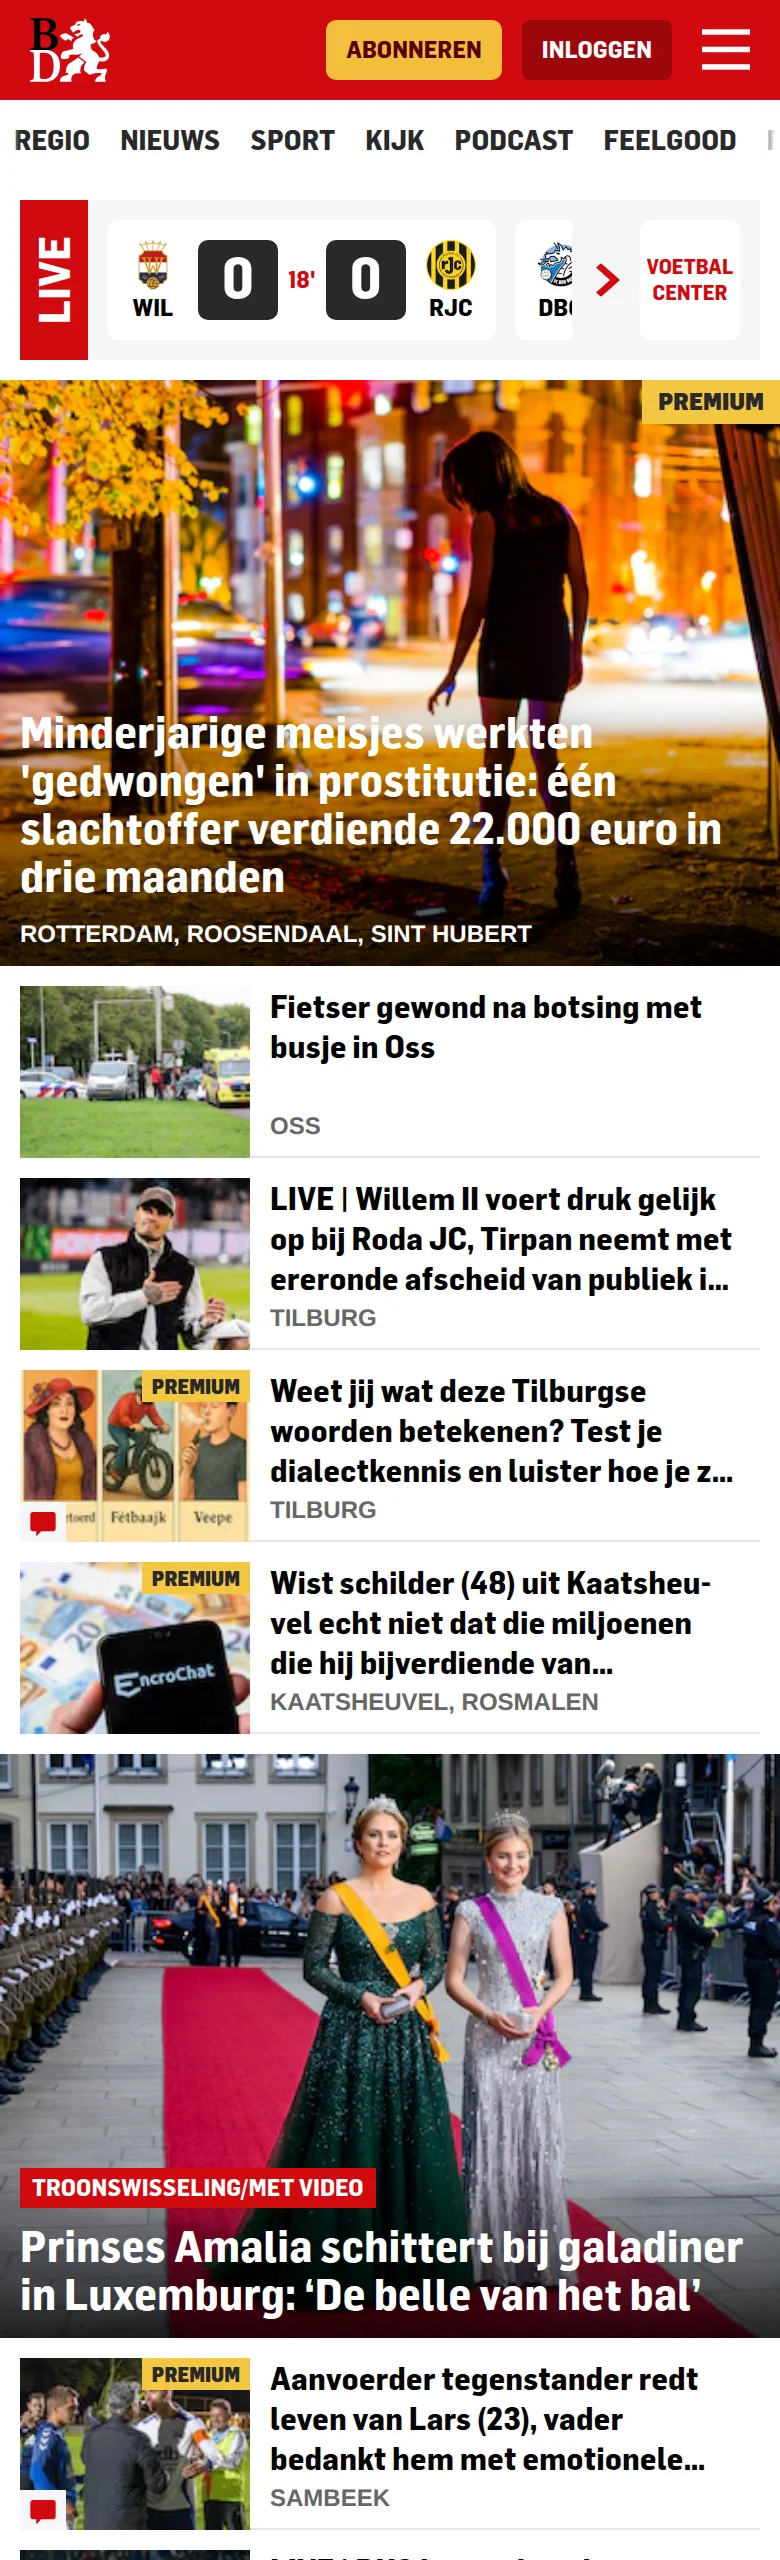 BD
ABONNEREN
INLOGGEN
REGIO NIEUWS SPORT KIJK PODCAST FEELGOOD
LIVE
0 18' 0
WIL RJC
VOETBAL
CENTER
PREMIUM
Minderjarige meisjes werkten
'gedwongen' in prostitutie: één
slachtoffer verdiende 22.000 euro in
drie maanden
ROTTERDAM, ROOSENDAAL, SINT HUBERT
Fietser gewond na botsing met
busje in Oss
OSS
LIVE | Willem II voert druk gelijk
op bij Roda JC, Tirpan neemt met
ereronde afscheid van publiek i...
TILBURG
PREMIUM
Fétbaajk
Veepe
Weet jij wat deze Tilburgse
woorden betekenen? Test je
dialectkennis en luister hoe je z...
TILBURG
PREMIUM
EncroChat
Wist schilder (48) uit Kaatsheu-
vel echt niet dat die miljoenen
die hij bijverdiende van...
KAATSHEUVEL, ROSMALEN
TROONSWISSELING/MET VIDEO
Prinses Amalia schittert bij galadiner
in Luxemburg: ‘De belle van het bal’
PREMIUM
Aanvoerder tegenstander redt
leven van Lars (23), vader
bedankt hem met emotionele...
SAMBEEK